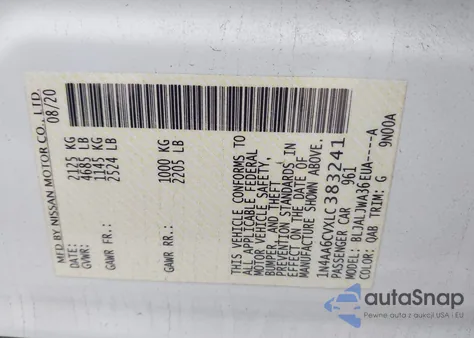 MFD BY NISSAN MOTOR CO., LTD.
08/20
GVWR: 2125 KG
4685 LB
GAWR FR.: 1145 KG
2524 LB
GAWR RR.: 1000 KG
2205 LB
THIS VEHICLE CONFORMS TO
ALL APPLICABLE FEDERAL
MOTOR VEHICLE SAFETY,
BUMPER, AND THEFT
PREVENTION STANDARDS IN
EFFECT ON THE DATE OF
MANUFACTURE SHOWN ABOVE.
1N4AA6CVXLC383241
PASSENGER CAR 961
MODEL: BLJALJWA36EUA----A
COLOR: QAB TRIM: G 9N00A
autoSnap
Pewne auta z aukcji USA i EU